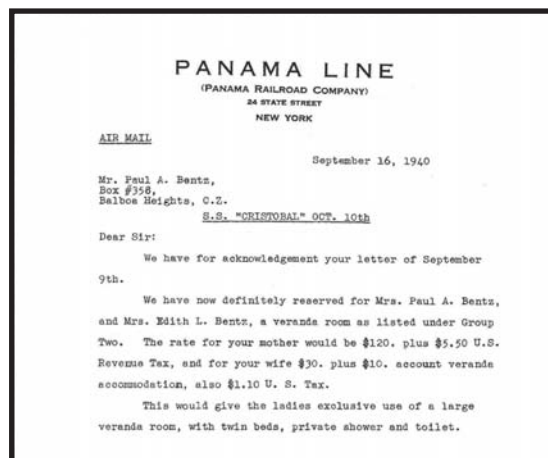 PANAMA LINE
(PANAMA RAILROAD COMPANY)
24 STATE STREET
NEW YORK
AIR MAIL
September 16, 1940
Mr. Paul A. Bentz,
Box #358,
Balboa Heights, C.Z.
S.S. "CRISTOBAL" OCT. 10th
Dear Sir:
We have for acknowledgement your letter of September
9th.
We have now definitely reserved for Mrs. Paul A. Bentz,
and Mrs. Edith L. Bentz, a veranda room as listed under Group
Two. The rate for your mother would be $120. plus $5.50 U.S.
Revenue Tax, and for your wife $30. plus $10. account veranda
accommodation, also $1.10 U. S. Tax.
This would give the ladies exclusive use of a large
veranda room, with twin beds, private shower and toilet.